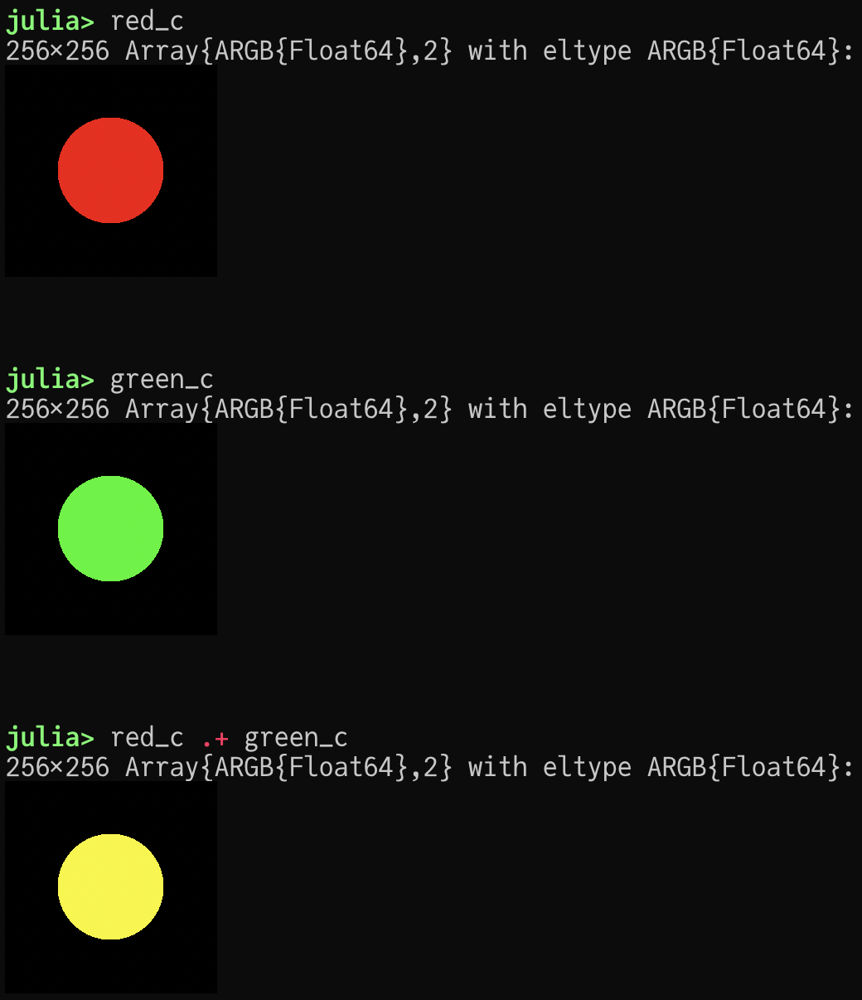 julia> red_c
256×256 Array{ARGB{Float64},2} with eltype ARGB{Float64}:
julia> green_c
256×256 Array{ARGB{Float64},2} with eltype ARGB{Float64}:
julia> red_c .+ green_c
256×256 Array{ARGB{Float64},2} with eltype ARGB{Float64}: